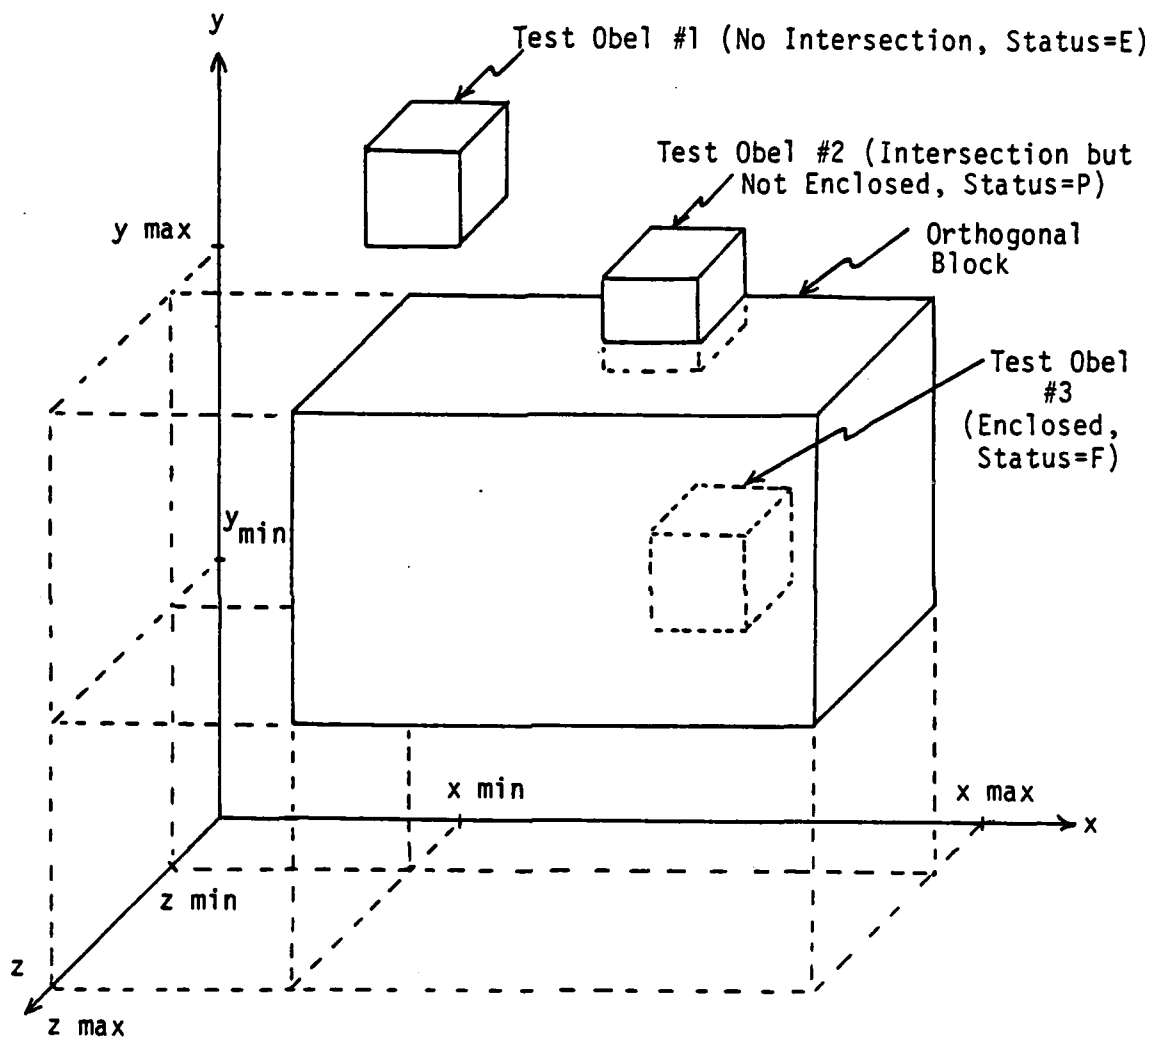 y
Test Obel #1 (No Intersection, Status=E)
Test Obel #2 (Intersection but
Not Enclosed, Status=P)
y max
Orthogonal
Block
Test Obel
#3
(Enclosed,
Status=F)
y min
x min
x max
x
z min
z
z max